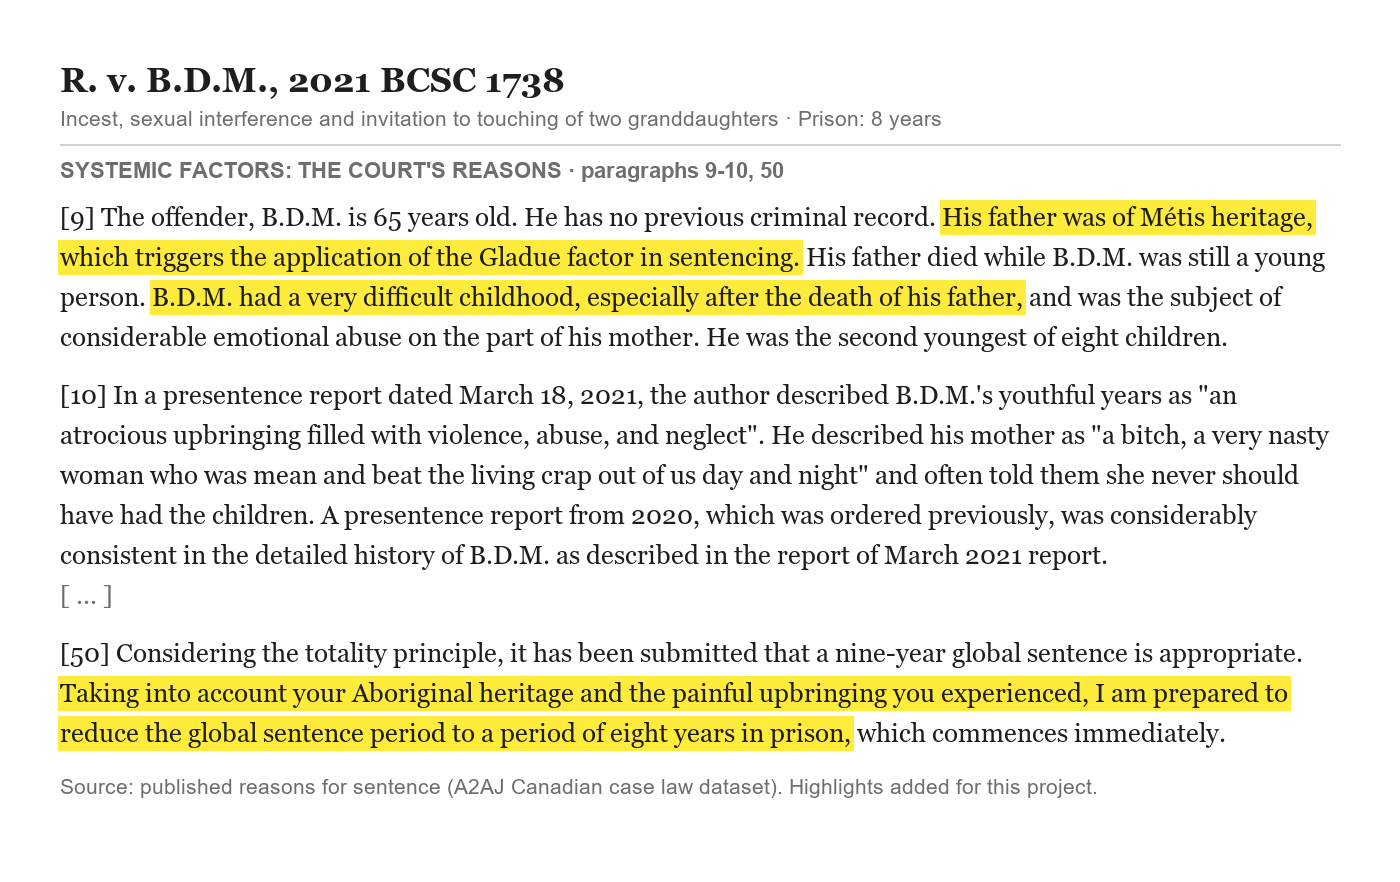 R. v. B.D.M., 2021 BCSC 1738
Incest, sexual interference and invitation to touching of two granddaughters · Prison: 8 years
SYSTEMIC FACTORS: THE COURT'S REASONS · paragraphs 9-10, 50
[9] The offender, B.D.M. is 65 years old. He has no previous criminal record. His father was of Métis heritage,
which triggers the application of the Gladue factor in sentencing. His father died while B.D.M. was still a young
person. B.D.M. had a very difficult childhood, especially after the death of his father, and was the subject of
considerable emotional abuse on the part of his mother. He was the second youngest of eight children.
[10] In a presentence report dated March 18, 2021, the author described B.D.M.'s youthful years as "an
atrocious upbringing filled with violence, abuse, and neglect". He described his mother as "a bitch, a very nasty
woman who was mean and beat the living crap out of us day and night" and often told them she never should
have had the children. A presentence report from 2020, which was ordered previously, was considerably
consistent in the detailed history of B.D.M. as described in the report of March 2021 report.
[ ... ]
[50] Considering the totality principle, it has been submitted that a nine-year global sentence is appropriate.
Taking into account your Aboriginal heritage and the painful upbringing you experienced, I am prepared to
reduce the global sentence period to a period of eight years in prison, which commences immediately.
Source: published reasons for sentence (A2AJ Canadian case law dataset). Highlights added for this project.